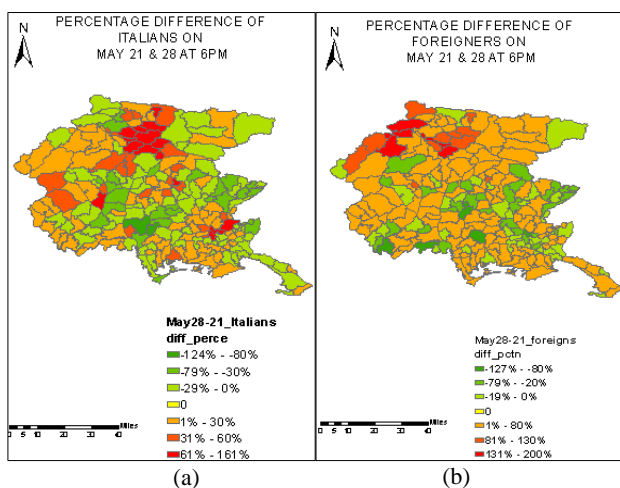 PERCENTAGE DIFFERENCE OF
ITALIANS ON
MAY 21 & 28 AT 6PM
N
May28-21_Italians
diff_perce
-124% - -80%
-79% - -30%
-29% - 0%
0
1% - 30%
31% - 60%
61% - 161%
Miles
0 5 10 20 30 40
(a)
PERCENTAGE DIFFERENCE OF
FOREIGNERS ON
MAY 21 & 28 AT 6PM
N
May28-21_foreigns
diff_pctn
-127% - -80%
-79% - -20%
-19% - 0%
0
1% - 80%
81% - 130%
131% - 200%
Miles
0 5 10 20 30 40
(b)